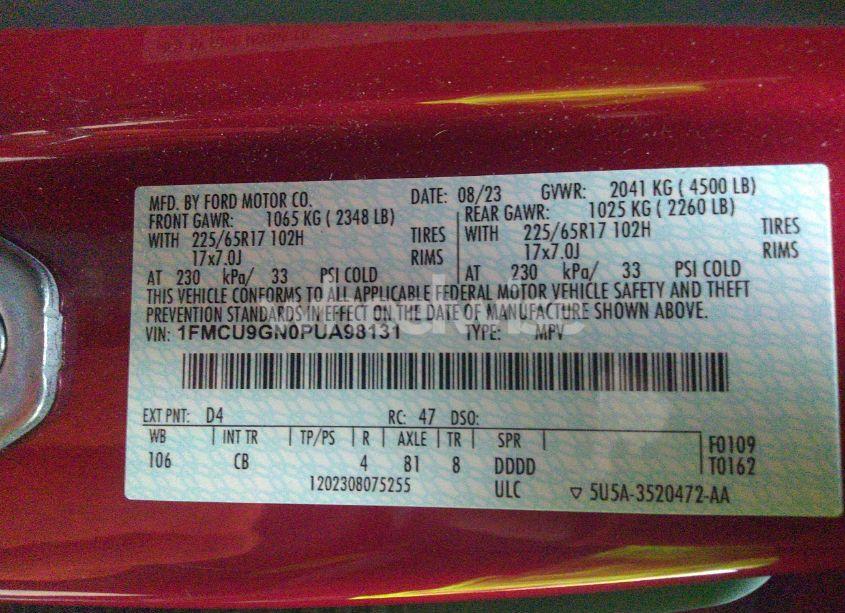 MFD. BY FORD MOTOR CO. DATE: 08/23 GVWR: 2041 KG ( 4500 LB)
FRONT GAWR: 1065 KG ( 2348 LB) REAR GAWR: 1025 KG ( 2260 LB)
WITH 225/65R17 102H TIRES WITH 225/65R17 102H TIRES
17x7.0J RIMS 17x7.0J RIMS
AT 230 kPa/ 33 PSI COLD AT 230 kPa/ 33 PSI COLD
THIS VEHICLE CONFORMS TO ALL APPLICABLE FEDERAL MOTOR VEHICLE SAFETY AND THEFT
PREVENTION STANDARDS IN EFFECT ON THE DATE OF MANUFACTURE SHOWN ABOVE.
VIN: 1FMCU9GN0PUA98131 TYPE: MPV
EXT PNT: D4 RC: 47 DSO:
WB INT TR TP/PS R AXLE TR SPR F0109
106 CB 4 81 8 DDDD T0162
1202308075255 ULC 5U5A-3520472-AA